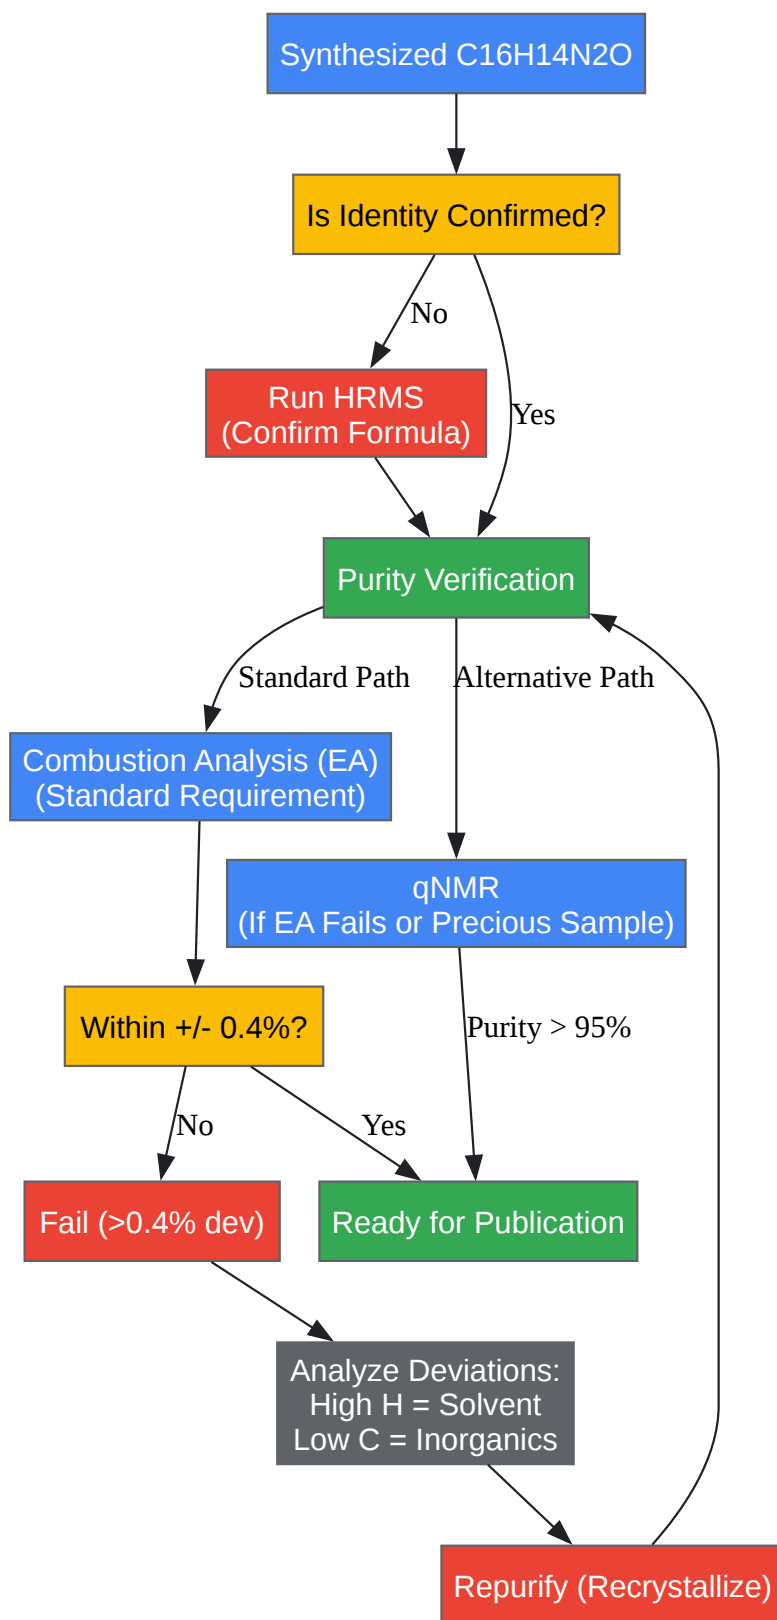 Synthesized C16H14N2O
Is Identity Confirmed?
No
Run HRMS
(Confirm Formula)
Yes
Purity Verification
Standard Path
Alternative Path
Combustion Analysis (EA)
(Standard Requirement)
qNMR
(If EA Fails or Precious Sample)
Within +/- 0.4%?
Purity > 95%
No
Yes
Fail (>0.4% dev)
Ready for Publication
Analyze Deviations:
High H = Solvent
Low C = Inorganics
Repurify (Recrystallize)